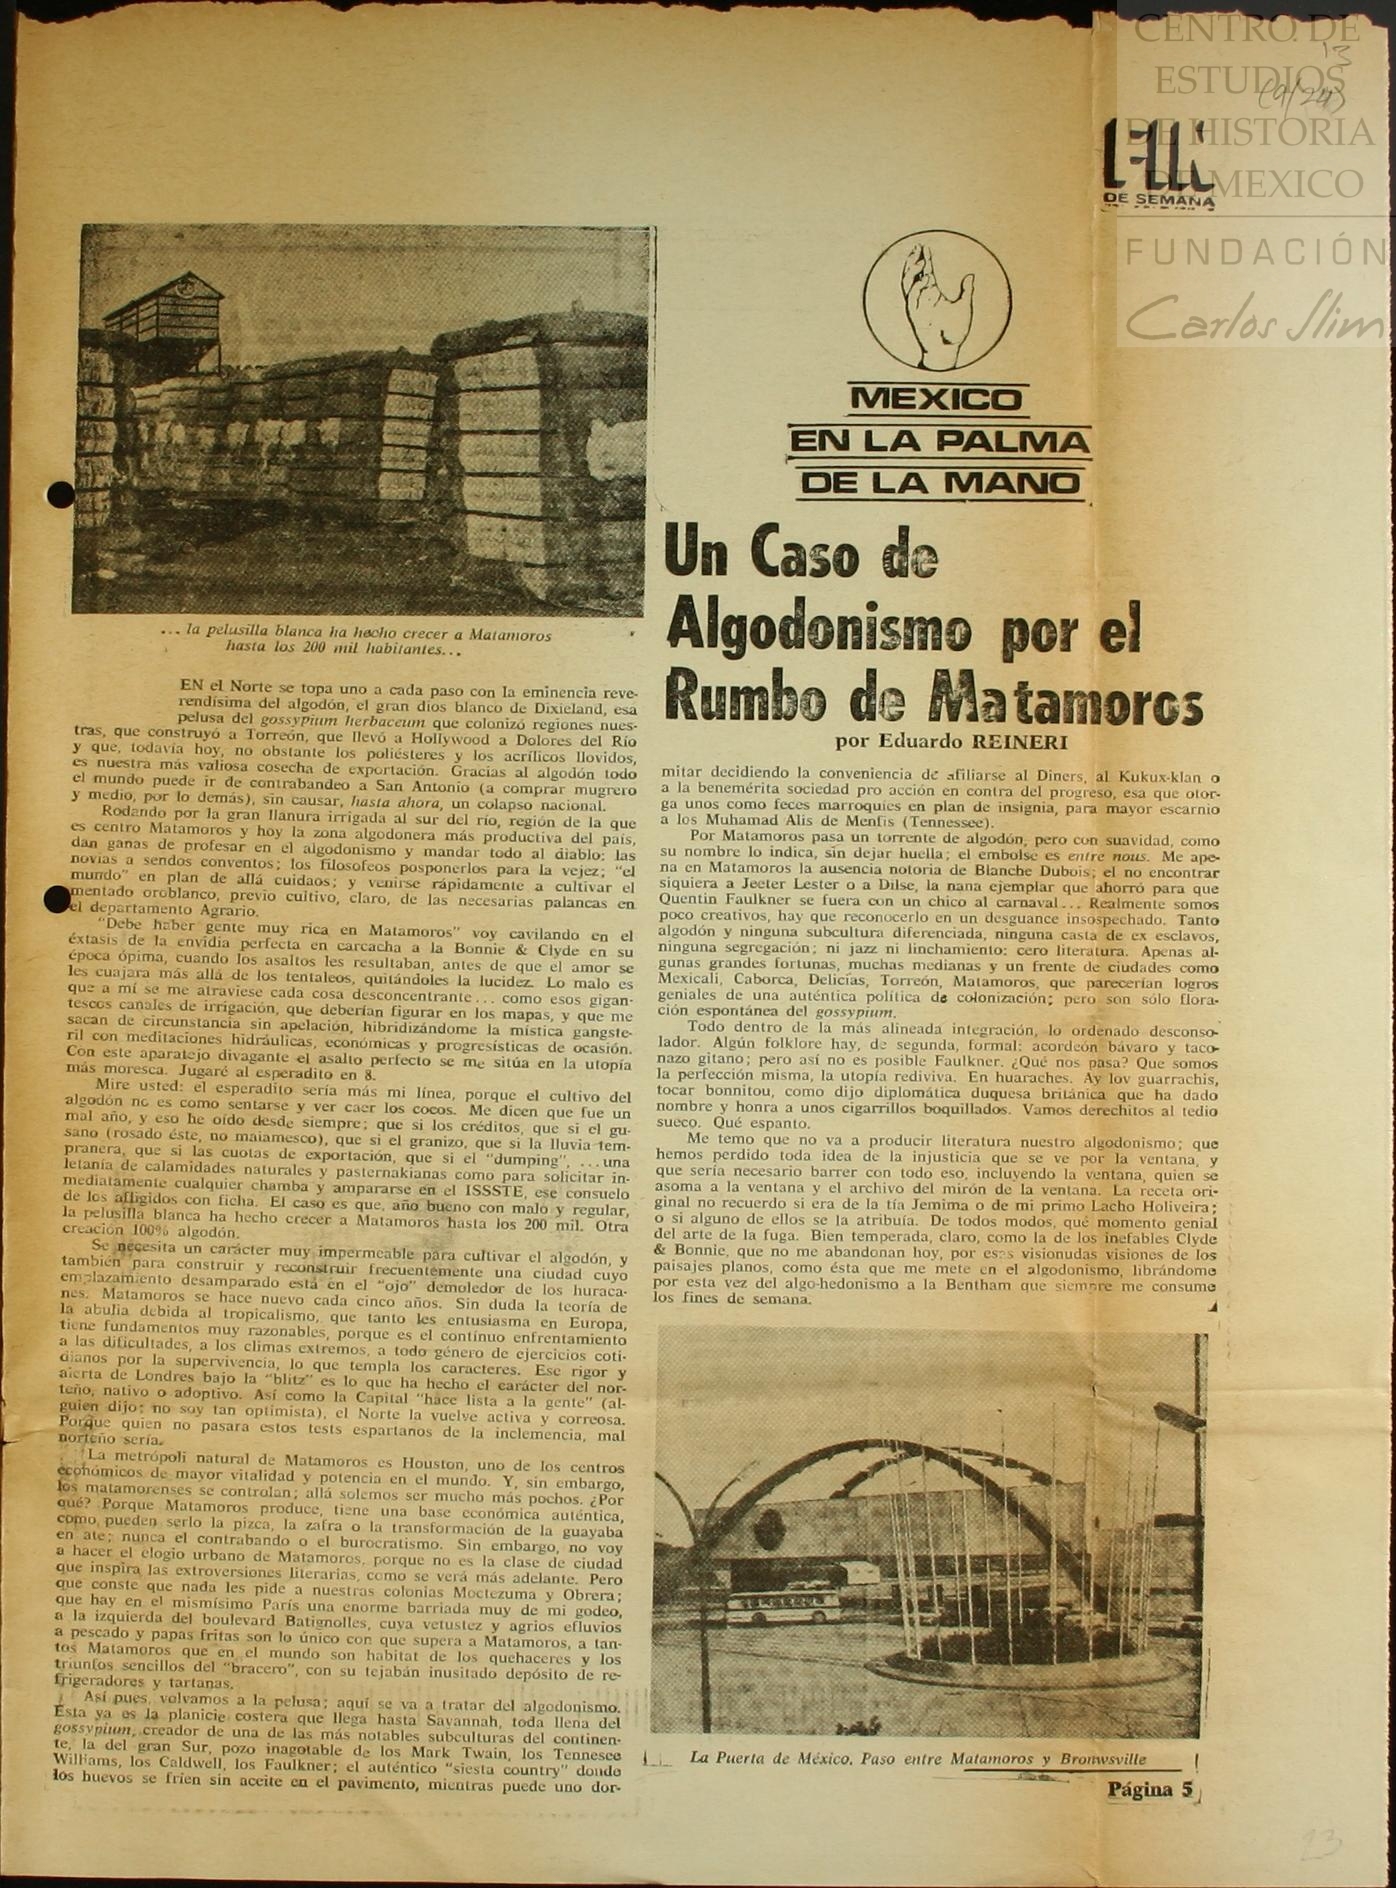 CENTRO DE
ESTUDIOS
DE HISTORIA
DE MEXICO
FUNDACIÓN
Carlos Slim
13
(9/24)
DE SEMANA
MEXICO
EN LA PALMA
DE LA MANO
Un Caso de
Algodonismo por el
Rumbo de Matamoros
por Eduardo REINERI
... la pelusilla blanca ha hecho crecer a Matamoros
hasta los 200 mil habitantes...
EN el Norte se topa uno a cada paso con la eminencia reve-
rendísima del algodón, el gran dios blanco de Dixieland, esa
pelusa del gossypium herbaceum que colonizó regiones nues-
tras, que construyó a Torreón, que llevó a Hollywood a Dolores del Río
y que, todavía hoy, no obstante los poliésteres y los acrílicos llovidos,
es nuestra más valiosa cosecha de exportación. Gracias al algodón todo
el mundo puede ir de contrabandeo a San Antonio (a comprar mugrero
y medio, por lo demás), sin causar, hasta ahora, un colapso nacional.
Rodando por la gran llanura irrigada al sur del río, región de la que
es centro Matamoros y hoy la zona algodonera más productiva del país,
dan ganas de profesar en el algodonismo y mandar todo al diablo: las
novias a sendos conventos; los filosofeos posponerlos para la vejez; "el
mundo" en plan de allá cuidaos; y venirse rápidamente a cultivar el
mentado oroblanco, previo cultivo, claro, de las necesarias palancas en
el departamento Agrario.
"Debe haber gente muy rica en Matamoros" voy cavilando en el
éxtasis de la envidia perfecta en carcacha a la Bonnie & Clyde en su
época ópima, cuando los asaltos les resultaban, antes de que el amor se
les cuajara más allá de los tentaleos, quitándoles la lucidez. Lo malo es
que a mí se me atraviese cada cosa desconcertante... como esos gigan-
tescos canales de irrigación, que deberían figurar en los mapas, y que me
sacan de circunstancia sin apelación, hibridizándome la mística gangste-
ril con meditaciones hidráulicas, económicas y progresísticas de ocasión.
Con este aparatejo divagante el asalto perfecto se me sitúa en la utopía
más moresca. Jugaré al esperadito en 8.
Mire usted: el esperadito sería más mi línea, porque el cultivo del
algodón no es como sentarse y ver caer los cocos. Me dicen que fue un
mal año, y eso he oído desde siempre; que si los créditos, que si el gu-
sano (rosado éste, no maiamesco), que si el granizo, que si la lluvia tem-
pranera, que si las cuotas de exportación, que si el "dumping", ...una
letanía de calamidades naturales y pasternakianas como para solicitar in-
mediatamente cualquier chamba y ampararse en el ISSSTE, ese consuelo
de los afligidos con ficha. El caso es que, año bueno con malo y regular,
la pelusilla blanca ha hecho crecer a Matamoros hasta los 200 mil. Otra
creación 100% algodón.
Se necesita un carácter muy impermeable para cultivar el algodón, y
también para construir y reconstruir frecuentemente una ciudad cuyo
emplazamiento desamparado está en el "ojo" demoledor de los huraca-
nes. Matamoros se hace nuevo cada cinco años. Sin duda la teoría de
la abulia debida al tropicalismo, que tanto les entusiasma en Europa,
tiene fundamentos muy razonables, porque es el contínuo enfrentamiento
a las dificultades, a los climas extremos, a todo género de ejercicios coti-
dianos por la supervivencia, lo que templa los caracteres. Ese rigor y
alerta de Londres bajo la "blitz" es lo que ha hecho el carácter del nor-
teño, nativo o adoptivo. Así como la Capital "hace lista a la gente" (al-
guien dijo; no soy tan optimista), el Norte la vuelve activa y correosa.
Porque quien no pasara estos tests espartanos de la inclemencia, mal
norteño sería.
La metrópoli natural de Matamoros es Houston, uno de los centros
económicos de mayor vitalidad y potencia en el mundo. Y, sin embargo,
los matamorenses se controlan; allá solemos ser mucho más pochos. ¿Por
qué? Porque Matamoros produce, tiene una base económica auténtica,
como pueden serlo la pizca, la zafra o la transformación de la guayaba
en ate; nunca el contrabando o el burocratismo. Sin embargo, no voy
a hacer el elogio urbano de Matamoros, porque no es la clase de ciudad
que inspira las extroversiones literarias, como se verá más adelante. Pero
que conste que nada les pide a nuestras colonias Moctezuma y Obrera;
que hay en el mismísimo París una enorme barriada muy de mi godeo,
a la izquierda del boulevard Batignolles, cuya vetustez y agrios efluvios
a pescado y papas fritas son lo único con que supera a Matamoros, a tan-
tos Matamoros que en el mundo son habitat de los quehaceres y los
triunfos sencillos del "bracero", con su tejabán inusitado depósito de re-
frigeradores y tartanas.
Así pues, volvamos a la pelusa; aquí se va a tratar del algodonismo.
Esta ya es la planicie costera que llega hasta Savannah, toda llena del
gossypium, creador de una de las más notables subculturas del continen-
te, la del gran Sur, pozo inagotable de los Mark Twain, los Tennesee
Williams, los Caldwell, los Faulkner; el auténtico "siesta country" donde
los huevos se fríen sin aceite en el pavimento, mientras puede uno dor-
mitar decidiendo la conveniencia de afiliarse al Diners, al Kukux-klan o
a la benemérita sociedad pro acción en contra del progreso, esa que otor-
ga unos como feces marroquíes en plan de insignia, para mayor escarnio
a los Muhamad Alis de Menfis (Tennessee).
Por Matamoros pasa un torrente de algodón, pero con suavidad, como
su nombre lo indica, sin dejar huella; el embolse es entre nous. Me ape-
na en Matamoros la ausencia notoria de Blanche Dubois; el no encontrar
siquiera a Jeeter Lester o a Dilse, la nana ejemplar que ahorró para que
Quentin Faulkner se fuera con un chico al carnaval... Realmente somos
poco creativos, hay que reconocerlo en un desguance insospechado. Tanto
algodón y ninguna subcultura diferenciada, ninguna casta de ex esclavos,
ninguna segregación; ni jazz ni linchamiento: cero literatura. Apenas al-
gunas grandes fortunas, muchas medianas y un frente de ciudades como
Mexicali, Caborca, Delicias, Torreón, Matamoros, que parecerían logros
geniales de una auténtica política de colonización; pero son sólo flora-
ción espontánea del gossypium.
Todo dentro de la más alineada integración, lo ordenado desconso-
lador. Algún folklore hay, de segunda, formal: acordeón bávaro y taco-
nazo gitano; pero así no es posible Faulkner. ¿Qué nos pasa? Que somos
la perfección misma, la utopía rediviva. En huaraches. Ay lov guarrachis,
tocar bonnitou, como dijo diplomática duquesa británica que ha dado
nombre y honra a unos cigarrillos boquillados. Vamos derechitos al tedio
sueco. Qué espanto.
Me temo que no va a producir literatura nuestro algodonismo; que
hemos perdido toda idea de la injusticia que se ve por la ventana, y
que sería necesario barrer con todo eso, incluyendo la ventana, quien se
asoma a la ventana y el archivo del mirón de la ventana. La receta ori-
ginal no recuerdo si era de la tía Jemima o de mi primo Lacho Holiveira;
o si alguno de ellos se la atribuía. De todos modos, qué momento genial
del arte de la fuga. Bien temperada, claro, como la de los inefables Clyde
& Bonnie, que no me abandonan hoy, por esas visionudas visiones de los
paisajes planos, como ésta que me mete en el algodonismo, librándome
por esta vez del algo-hedonismo a la Bentham que siempre me consume
los fines de semana.
La Puerta de México. Paso entre Matamoros y Bronwsville
Página 5
13